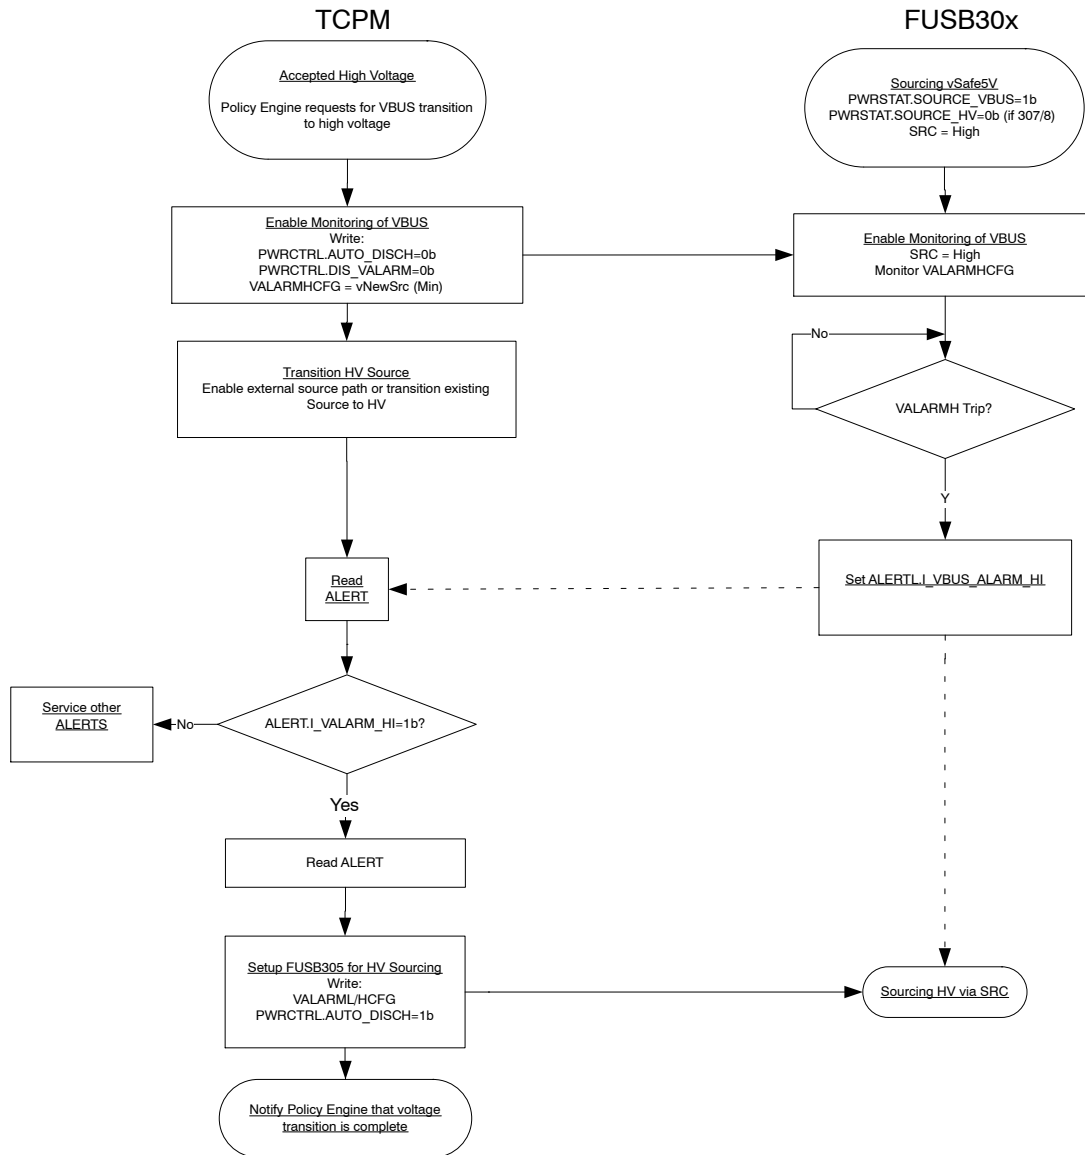 TCPM
FUSB30x
Accepted High Voltage
Policy Engine requests for VBUS transition
to high voltage
Sourcing vSafe5V
PWRSTAT.SOURCE_VBUS=1b
PWRSTAT.SOURCE_HV=0b (if 307/8)
SRC = High
Enable Monitoring of VBUS
Write:
PWRCTRL.AUTO_DISCH=0b
PWRCTRL.DIS_VALARM=0b
VALARMHCFG = vNewSrc (Min)
Enable Monitoring of VBUS
SRC = High
Monitor VALARMHCFG
Transition HV Source
Enable external source path or transition existing
Source to HV
No
VALARMH Trip?
Y
Read
ALERT
Set ALERTL.I_VBUS_ALARM_HI
Service other
ALERTS
No
ALERT.I_VALARM_HI=1b?
Yes
Read ALERT
Setup FUSB305 for HV Sourcing
Write:
VALARML/HCFG
PWRCTRL.AUTO_DISCH=1b
Sourcing HV via SRC
Notify Policy Engine that voltage
transition is complete